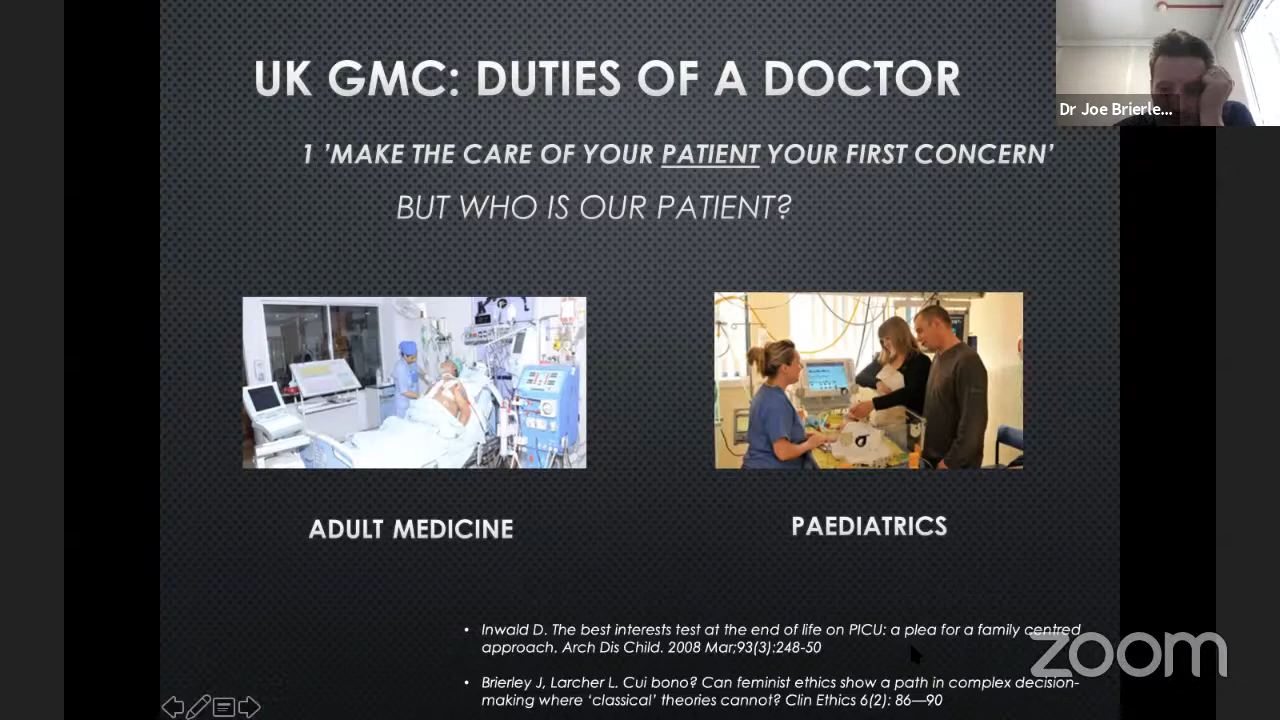 UK GMC: DUTIES OF A DOCTOR
Dr Joe Brierle...
1 'MAKE THE CARE OF YOUR PATIENT YOUR FIRST CONCERN'
BUT WHO IS OUR PATIENT?
ADULT MEDICINE
PAEDIATRICS
• Inwald D. The best interests test at the end of life on PICU: a plea for a family centred
approach. Arch Dis Child. 2008 Mar;93(3):248-50
zoom
• Brierley J, Larcher L. Cui bono? Can feminist ethics show a path in complex decision-
making where 'classical' theories cannot? Clin Ethics 6(2): 86—90